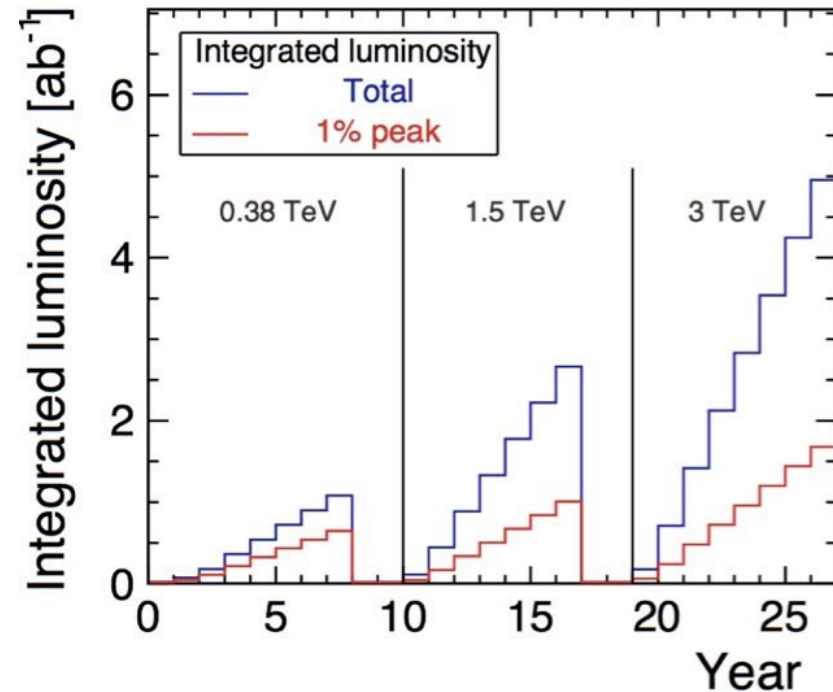 Integrated luminosity [ab⁻¹]
Integrated luminosity
Total
1% peak
0.38 TeV
1.5 TeV
3 TeV
6
4
2
0
0 5 10 15 20 25
Year